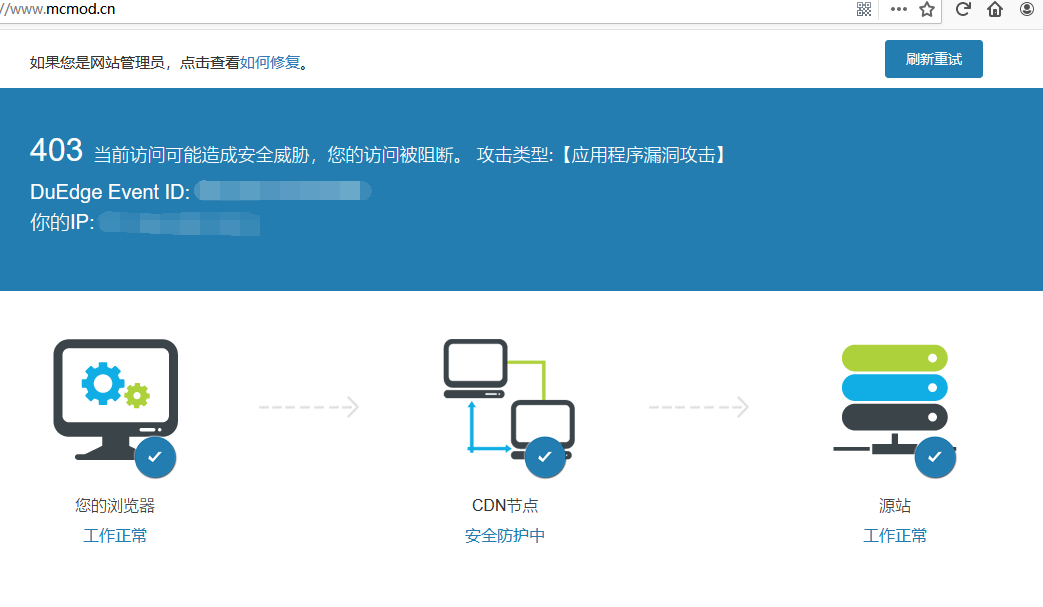 //www.mcmod.cn
如果您是网站管理员，点击查看如何修复。
刷新重试
403 当前访问可能造成安全威胁，您的访问被阻断。 攻击类型:【应用程序漏洞攻击】
DuEdge Event ID:
你的IP:
您的浏览器
工作正常
CDN节点
安全防护中
源站
工作正常